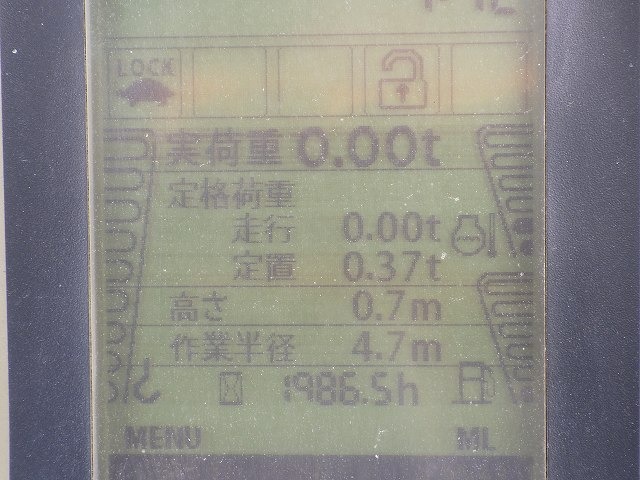 LOCK
実荷重 0.00t
定格荷重
走行 0.00t
定置 0.37t
高さ 0.7m
作業半径 4.7m
1986.5h
MENU ML